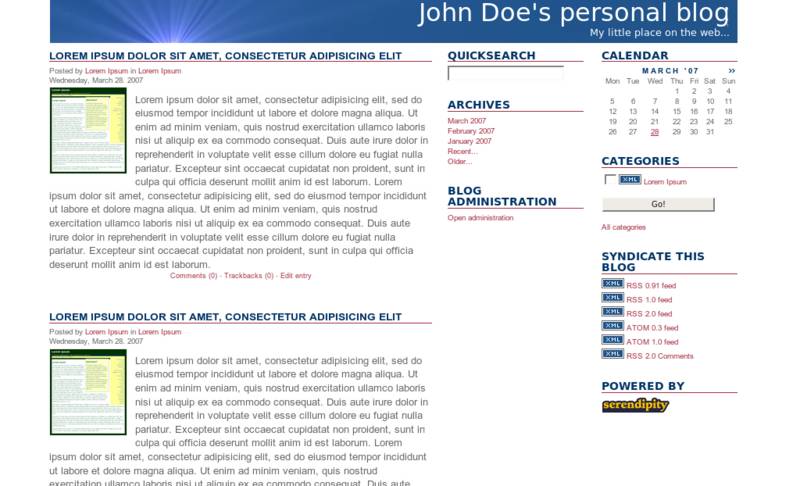 John Doe's personal blog
My little place on the web...
LOREM IPSUM DOLOR SIT AMET, CONSECTETUR ADIPISICING ELIT
Posted by Lorem Ipsum in Lorem Ipsum
Wednesday, March 28. 2007
Lorem ipsum dolor sit amet, consectetur adipisicing elit, sed do
eiusmod tempor incididunt ut labore et dolore magna aliqua. Ut
enim ad minim veniam, quis nostrud exercitation ullamco laboris
nisi ut aliquip ex ea commodo consequat. Duis aute irure dolor in
reprehenderit in voluptate velit esse cillum dolore eu fugiat nulla
pariatur. Excepteur sint occaecat cupidatat non proident, sunt in
culpa qui officia deserunt mollit anim id est laborum. Lorem
ipsum dolor sit amet, consectetur adipisicing elit, sed do eiusmod tempor incididunt
ut labore et dolore magna aliqua. Ut enim ad minim veniam, quis nostrud
exercitation ullamco laboris nisi ut aliquip ex ea commodo consequat. Duis aute
irure dolor in reprehenderit in voluptate velit esse cillum dolore eu fugiat nulla
pariatur. Excepteur sint occaecat cupidatat non proident, sunt in culpa qui officia
deserunt mollit anim id est laborum.
Comments (0) - Trackbacks (0) - Edit entry
LOREM IPSUM DOLOR SIT AMET, CONSECTETUR ADIPISICING ELIT
Posted by Lorem Ipsum in Lorem Ipsum
Wednesday, March 28. 2007
Lorem ipsum dolor sit amet, consectetur adipisicing elit, sed do
eiusmod tempor incididunt ut labore et dolore magna aliqua. Ut
enim ad minim veniam, quis nostrud exercitation ullamco laboris
nisi ut aliquip ex ea commodo consequat. Duis aute irure dolor in
reprehenderit in voluptate velit esse cillum dolore eu fugiat nulla
pariatur. Excepteur sint occaecat cupidatat non proident, sunt in
culpa qui officia deserunt mollit anim id est laborum. Lorem
ipsum dolor sit amet, consectetur adipisicing elit, sed do eiusmod tempor incididunt
ut labore et dolore magna aliqua. Ut enim ad minim veniam, quis nostrud
exercitation ullamco laboris nisi ut aliquip ex ea commodo consequat. Duis aute
QUICKSEARCH
ARCHIVES
March 2007
February 2007
January 2007
Recent...
Older...
BLOG
ADMINISTRATION
Open administration
CALENDAR
MARCH '07 »
Mon Tue Wed Thu Fri Sat Sun
1 2 3 4
5 6 7 8 9 10 11
12 13 14 15 16 17 18
19 20 21 22 23 24 25
26 27 28 29 30 31
CATEGORIES
XML Lorem Ipsum
Go!
All categories
SYNDICATE THIS
BLOG
XML RSS 0.91 feed
XML RSS 1.0 feed
XML RSS 2.0 feed
XML ATOM 0.3 feed
XML ATOM 1.0 feed
XML RSS 2.0 Comments
POWERED BY
serendipity